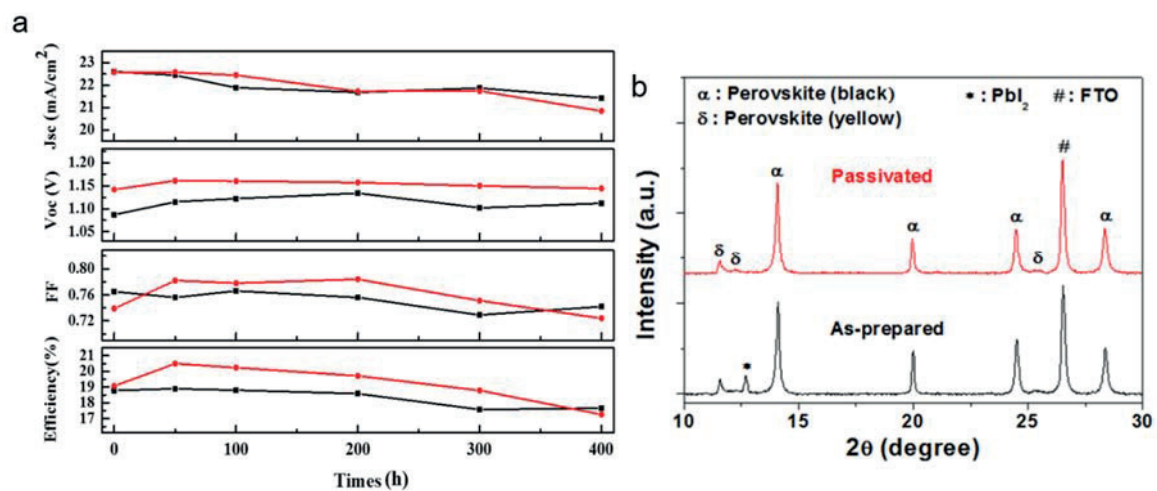 a
Jsc (mA/cm²)
23
22
21
20
Voc (V)
1.20
1.15
1.10
1.05
FF
0.80
0.76
0.72
Efficiency(%)
21
20
19
18
17
0 100 200 300 400
Times (h)
b
α : Perovskite (black) * : PbI₂ # : FTO
δ : Perovskite (yellow)
#
Passivated
α
α
α
α
δ
δ
δ
As-prepared
*
Intensity (a.u.)
10 15 20 25 30
2θ (degree)